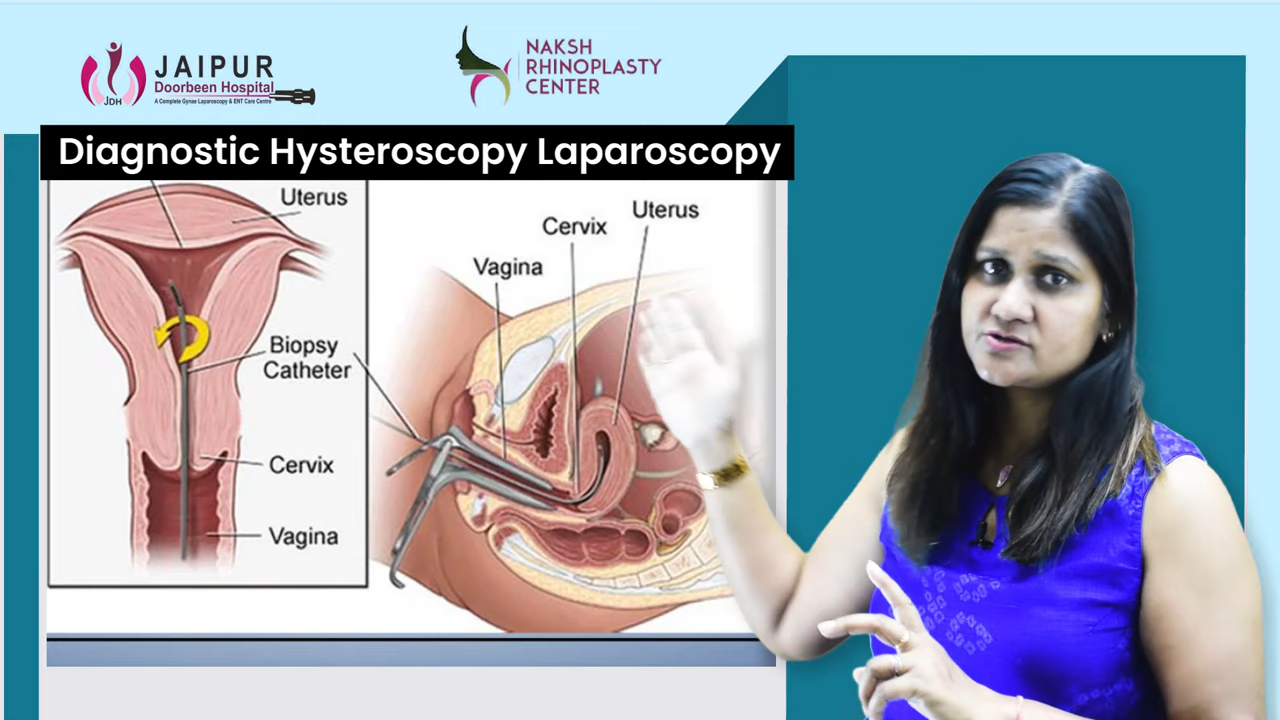 JAIPUR
Doorbeen Hospital
A Complete Gynae Laparoscopy & ENT Care Centre
JDH
NAKSH
RHINOPLASTY
CENTER
Diagnostic Hysteroscopy Laparoscopy
Uterus
Biopsy
Catheter
Cervix
Vagina
Vagina
Cervix
Uterus